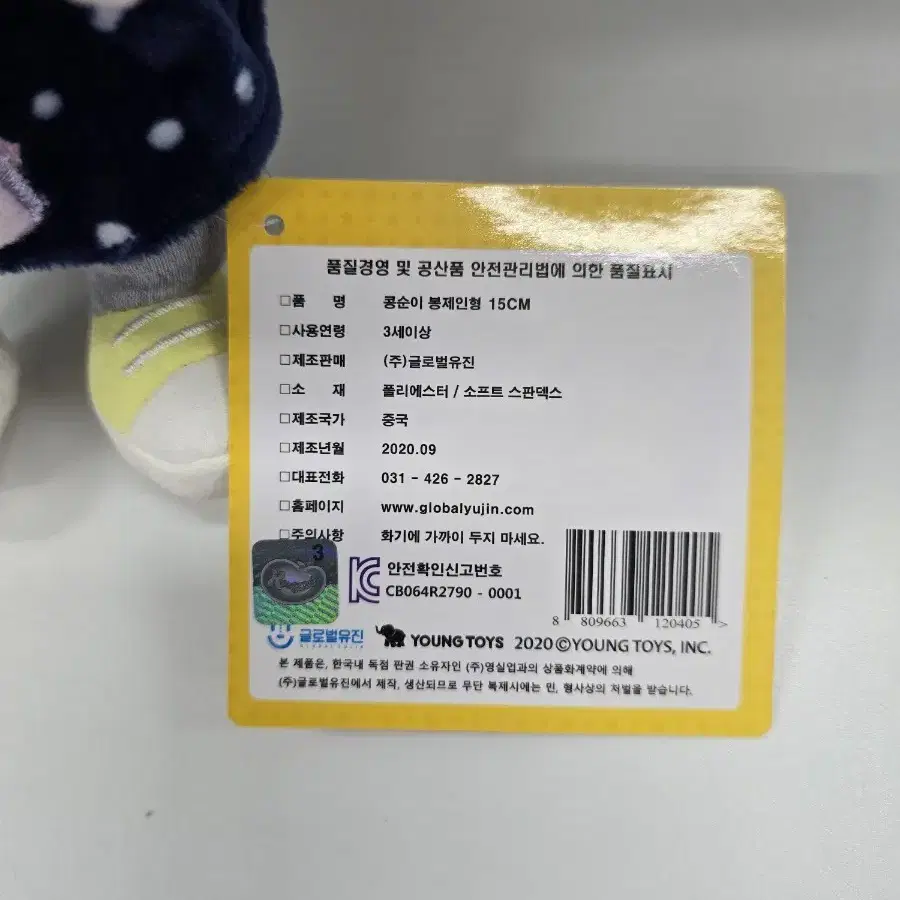 품질경영 및 공산품 안전관리법에 의한 품질표시
□품 명 콩순이 봉제인형 15CM
□사용연령 3세이상
□제조판매 (주)글로벌유진
□소 재 폴리에스터 / 소프트 스판덱스
□제조국가 중국
□제조년월 2020.09
□대표전화 031 - 426 - 2827
□홈페이지 www.globalyujin.com
□주의사항 화기에 가까이 두지 마세요.
3
안전확인신고번호
CB064R2790 - 0001
8 809663 120405 >
글로벌유진 YOUNG TOYS 2020©YOUNG TOYS, INC.
GLOBAL YUJIN
본 제품은, 한국내 독점 판권 소유자인 (주)영실업과의 상품화계약에 의해
(주)글로벌유진에서 제작, 생산되므로 무단 복제시에는 민, 형사상의 처벌을 받습니다.